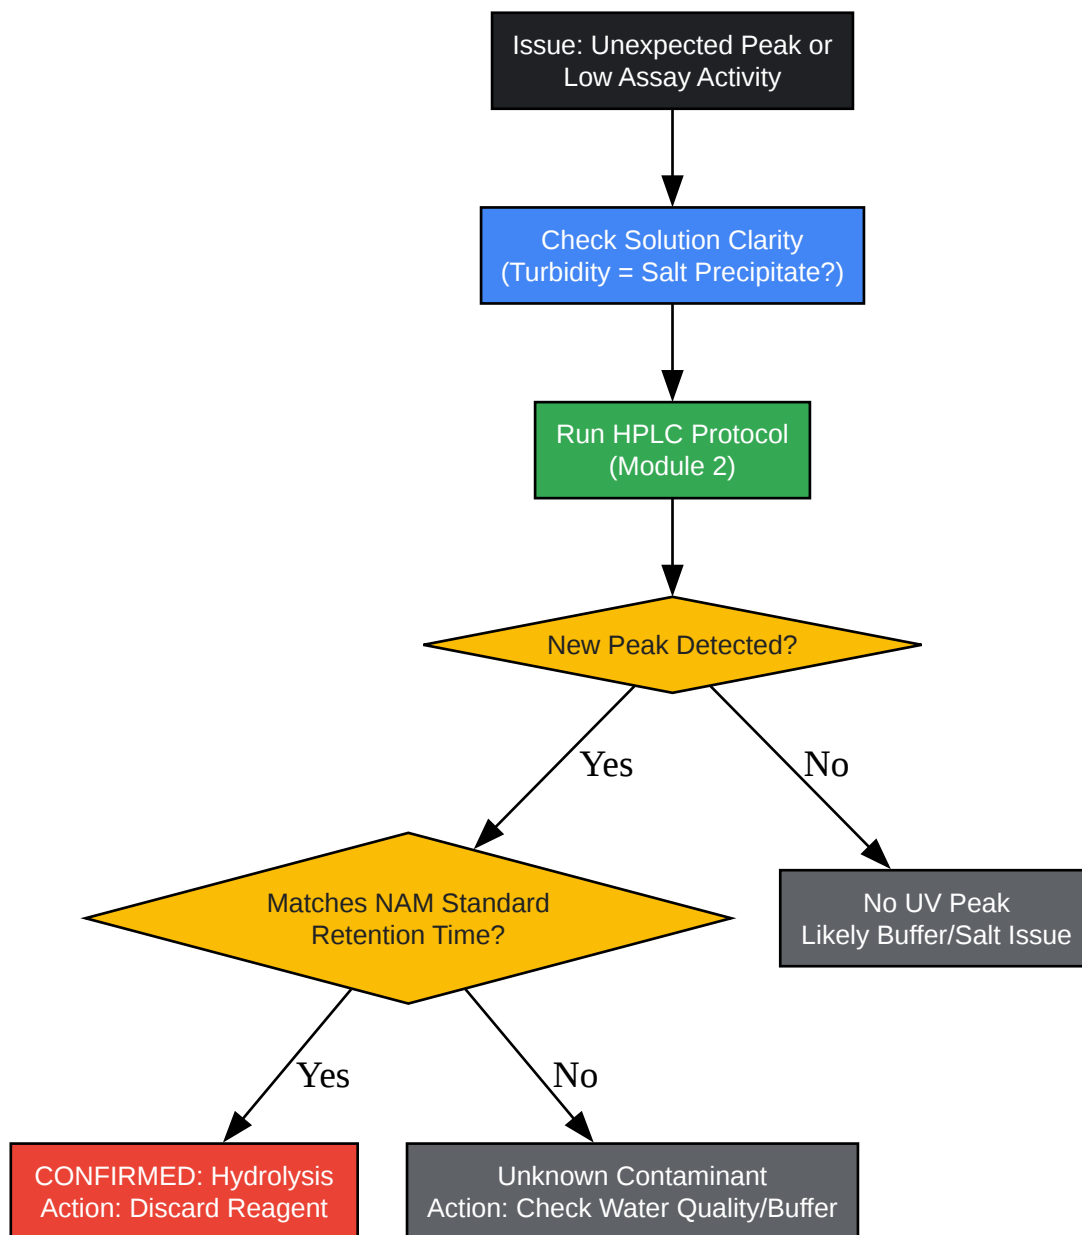 Issue: Unexpected Peak or
Low Assay Activity
Check Solution Clarity
(Turbidity = Salt Precipitate?)
Run HPLC Protocol
(Module 2)
New Peak Detected?
Yes
No
Matches NAM Standard
Retention Time?
No UV Peak
Likely Buffer/Salt Issue
Yes
No
CONFIRMED: Hydrolysis
Action: Discard Reagent
Unknown Contaminant
Action: Check Water Quality/Buffer